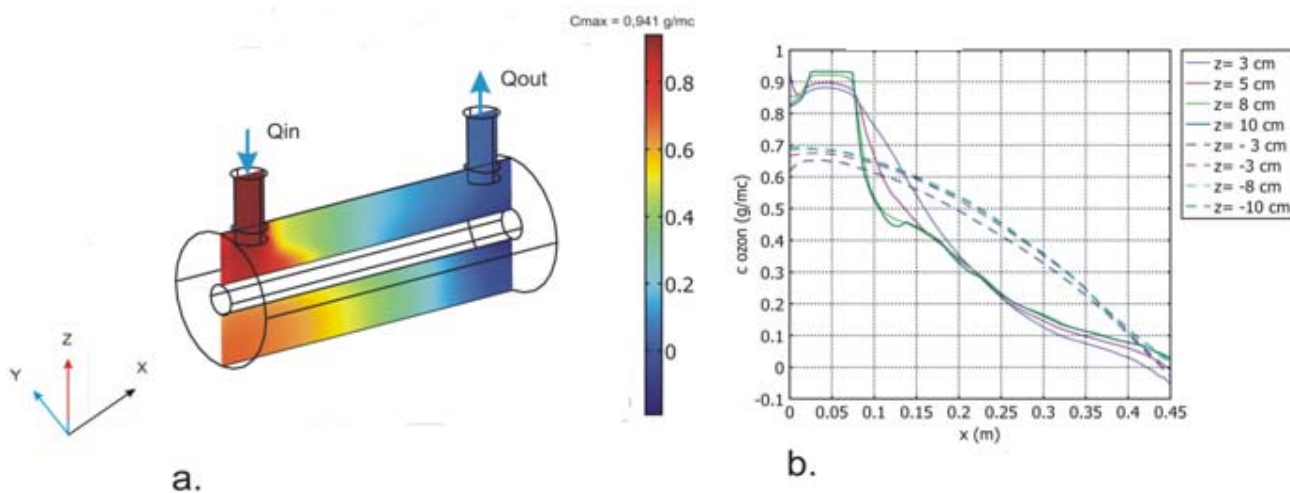 Cmax = 0,941 g/mc
Qout
Qin
0.8
0.6
0.4
0.2
0
Z
Y
X
a.
1
0.9
0.8
0.7
0.6
0.5
0.4
0.3
0.2
0.1
0
-0.1
c ozon (g/mc)
0 0.05 0.1 0.15 0.2 0.25 0.3 0.35 0.4 0.45
x (m)
z= 3 cm
z= 5 cm
z= 8 cm
z= 10 cm
z= - 3 cm
z= -3 cm
z= -8 cm
z= -10 cm
b.